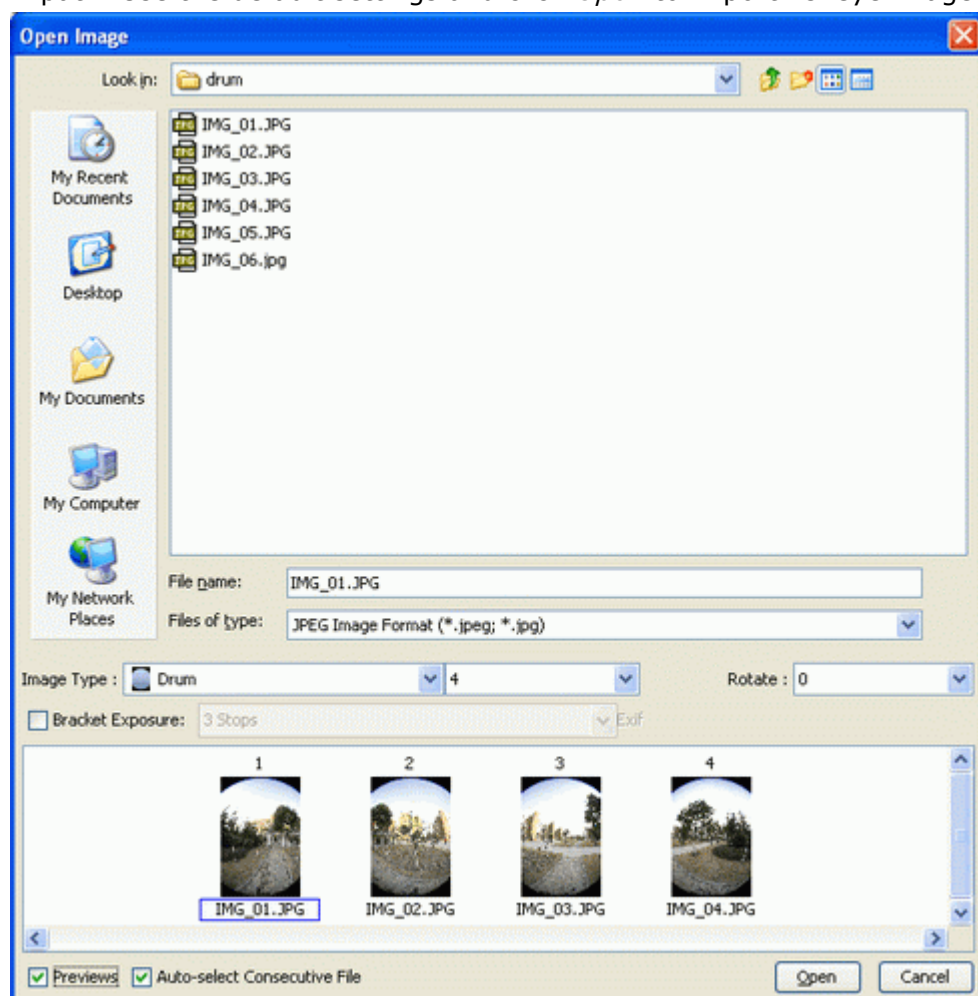 Open Image
Look in: drum
IMG_01.JPG
IMG_02.JPG
IMG_03.JPG
IMG_04.JPG
IMG_05.JPG
IMG_06.jpg
My Recent
Documents
Desktop
My Documents
My Computer
My Network
Places
File name: IMG_01.JPG
Files of type: JPEG Image Format (*.jpeg; *.jpg)
Image Type : Drum 4 Rotate : 0
Bracket Exposure: 3 Stops Exif
1 2 3 4
IMG_01.JPG IMG_02.JPG IMG_03.JPG IMG_04.JPG
Previews Auto-select Consecutive File Open Cancel